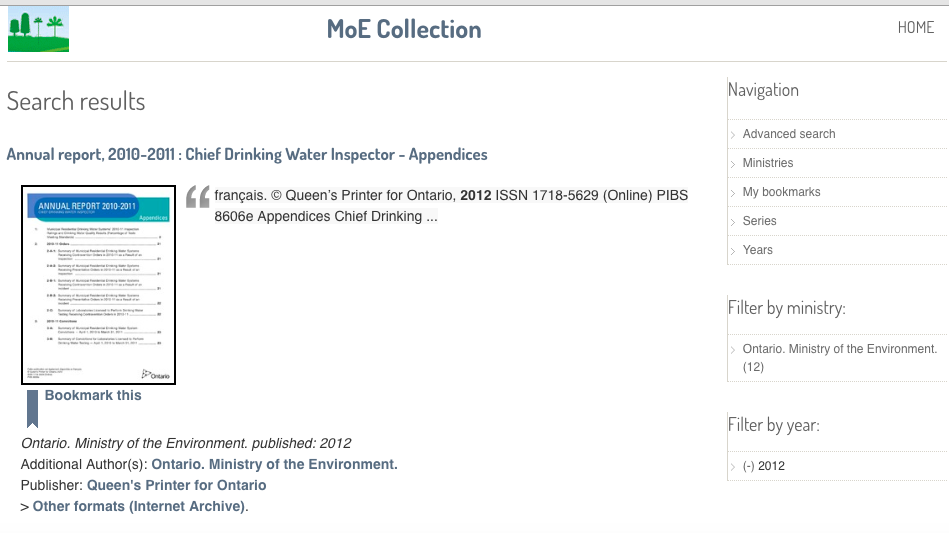 MoE Collection
HOME
Search results
Annual report, 2010-2011 : Chief Drinking Water Inspector - Appendices
français. © Queen's Printer for Ontario, 2012 ISSN 1718-5629 (Online) PIBS
8606e Appendices Chief Drinking ...
ANNUAL REPORT 2010-2011
Appendices
Ontario
Bookmark this
Ontario. Ministry of the Environment. published: 2012
Additional Author(s): Ontario. Ministry of the Environment.
Publisher: Queen's Printer for Ontario
> Other formats (Internet Archive).
Navigation
Advanced search
Ministries
My bookmarks
Series
Years
Filter by ministry:
Ontario. Ministry of the Environment.
(12)
Filter by year:
(-) 2012